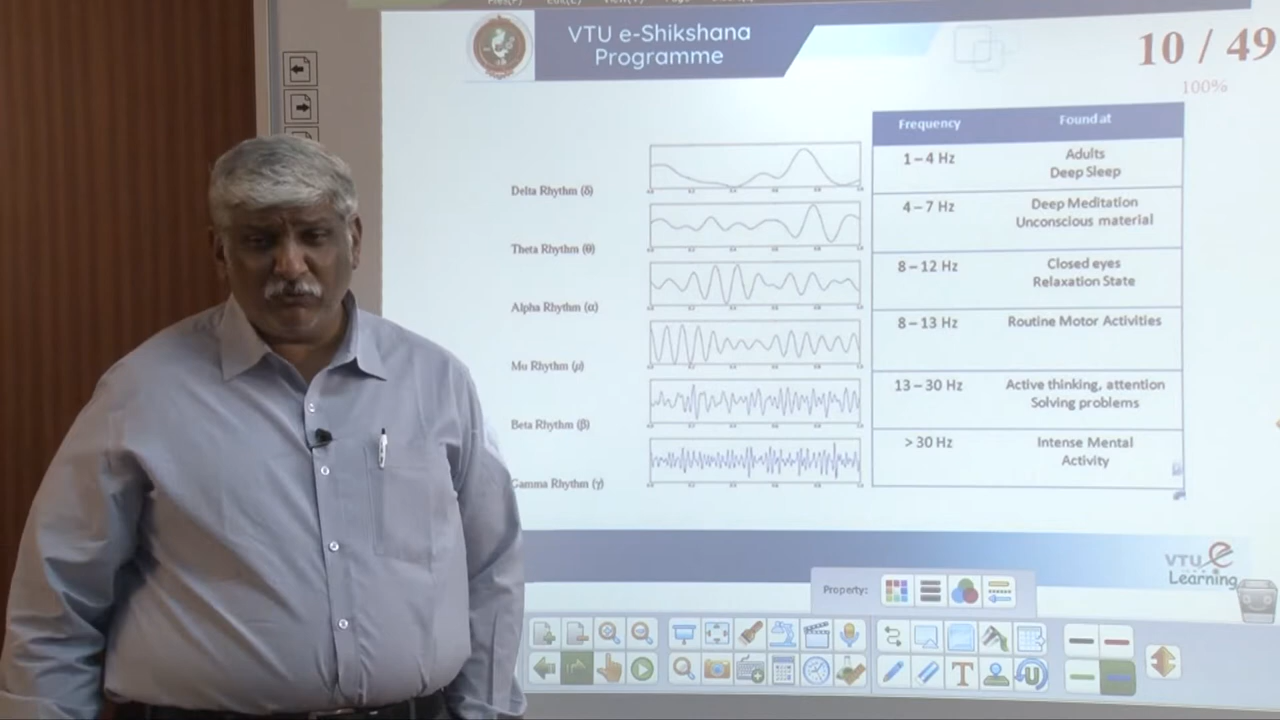 VTU e-Shikshana
Programme
10 / 49
100%
Frequency Found at
Delta Rhythm (δ) 1 – 4 Hz Adults
Deep Sleep
Theta Rhythm (θ) 4 – 7 Hz Deep Meditation
Unconscious material
Alpha Rhythm (α) 8 – 12 Hz Closed eyes
Relaxation State
Mu Rhythm (μ) 8 – 13 Hz Routine Motor Activities
Beta Rhythm (β) 13 – 30 Hz Active thinking, attention
Solving problems
Gamma Rhythm (γ) > 30 Hz Intense Mental
Activity
VTU e
Learning
Property: